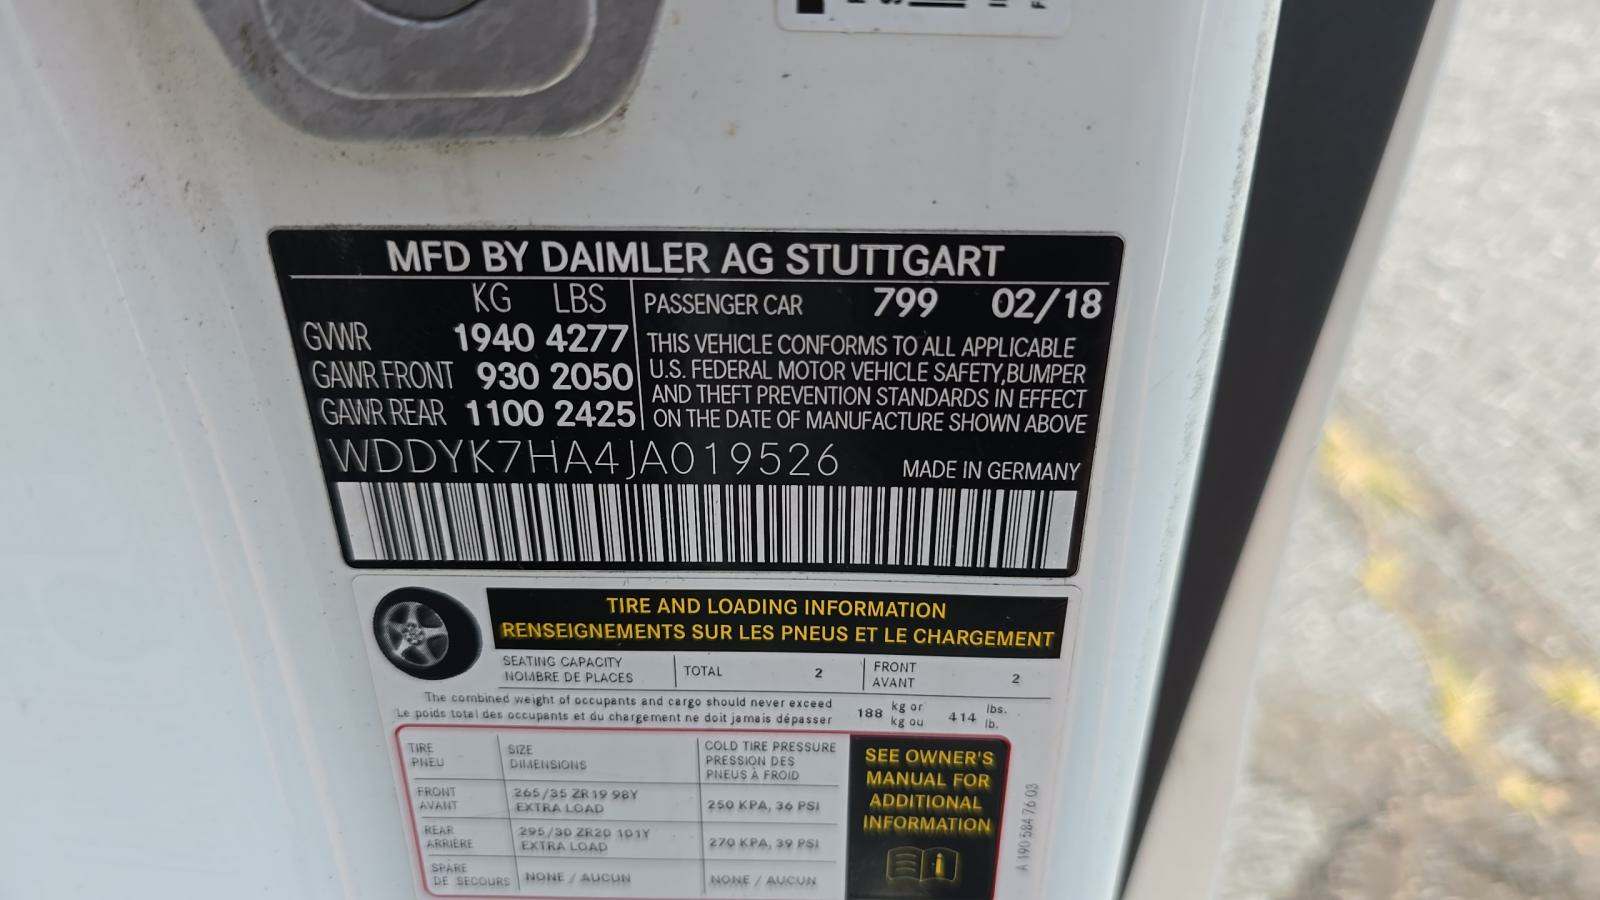 MFD BY DAIMLER AG STUTTGART
KG LBS
GVWR 1940 4277
GAWR FRONT 930 2050
GAWR REAR 1100 2425
PASSENGER CAR 799 02/18
THIS VEHICLE CONFORMS TO ALL APPLICABLE
U.S. FEDERAL MOTOR VEHICLE SAFETY, BUMPER
AND THEFT PREVENTION STANDARDS IN EFFECT
ON THE DATE OF MANUFACTURE SHOWN ABOVE
WDDYK7HA4JA019526 MADE IN GERMANY
TIRE AND LOADING INFORMATION
RENSEIGNEMENTS SUR LES PNEUS ET LE CHARGEMENT
SEATING CAPACITY
NOMBRE DE PLACES
TOTAL 2
FRONT
AVANT
2
The combined weight of occupants and cargo should never exceed
Le poids total des occupants et du chargement ne doit jamais dépasser
188 kg or
kg ou
414 lbs.
lb.
TIRE
PNEU
SIZE
DIMENSIONS
COLD TIRE PRESSURE
PRESSION DES
PNEUS À FROID
FRONT
AVANT
265/35 ZR19 98Y
EXTRA LOAD
250 KPA, 36 PSI
REAR
ARRIÈRE
295/30 ZR20 101Y
EXTRA LOAD
270 KPA, 39 PSI
SPARE
DE SECOURS
NONE / AUCUN
NONE / AUCUN
SEE OWNER'S
MANUAL FOR
ADDITIONAL
INFORMATION
A 190 584 76 03